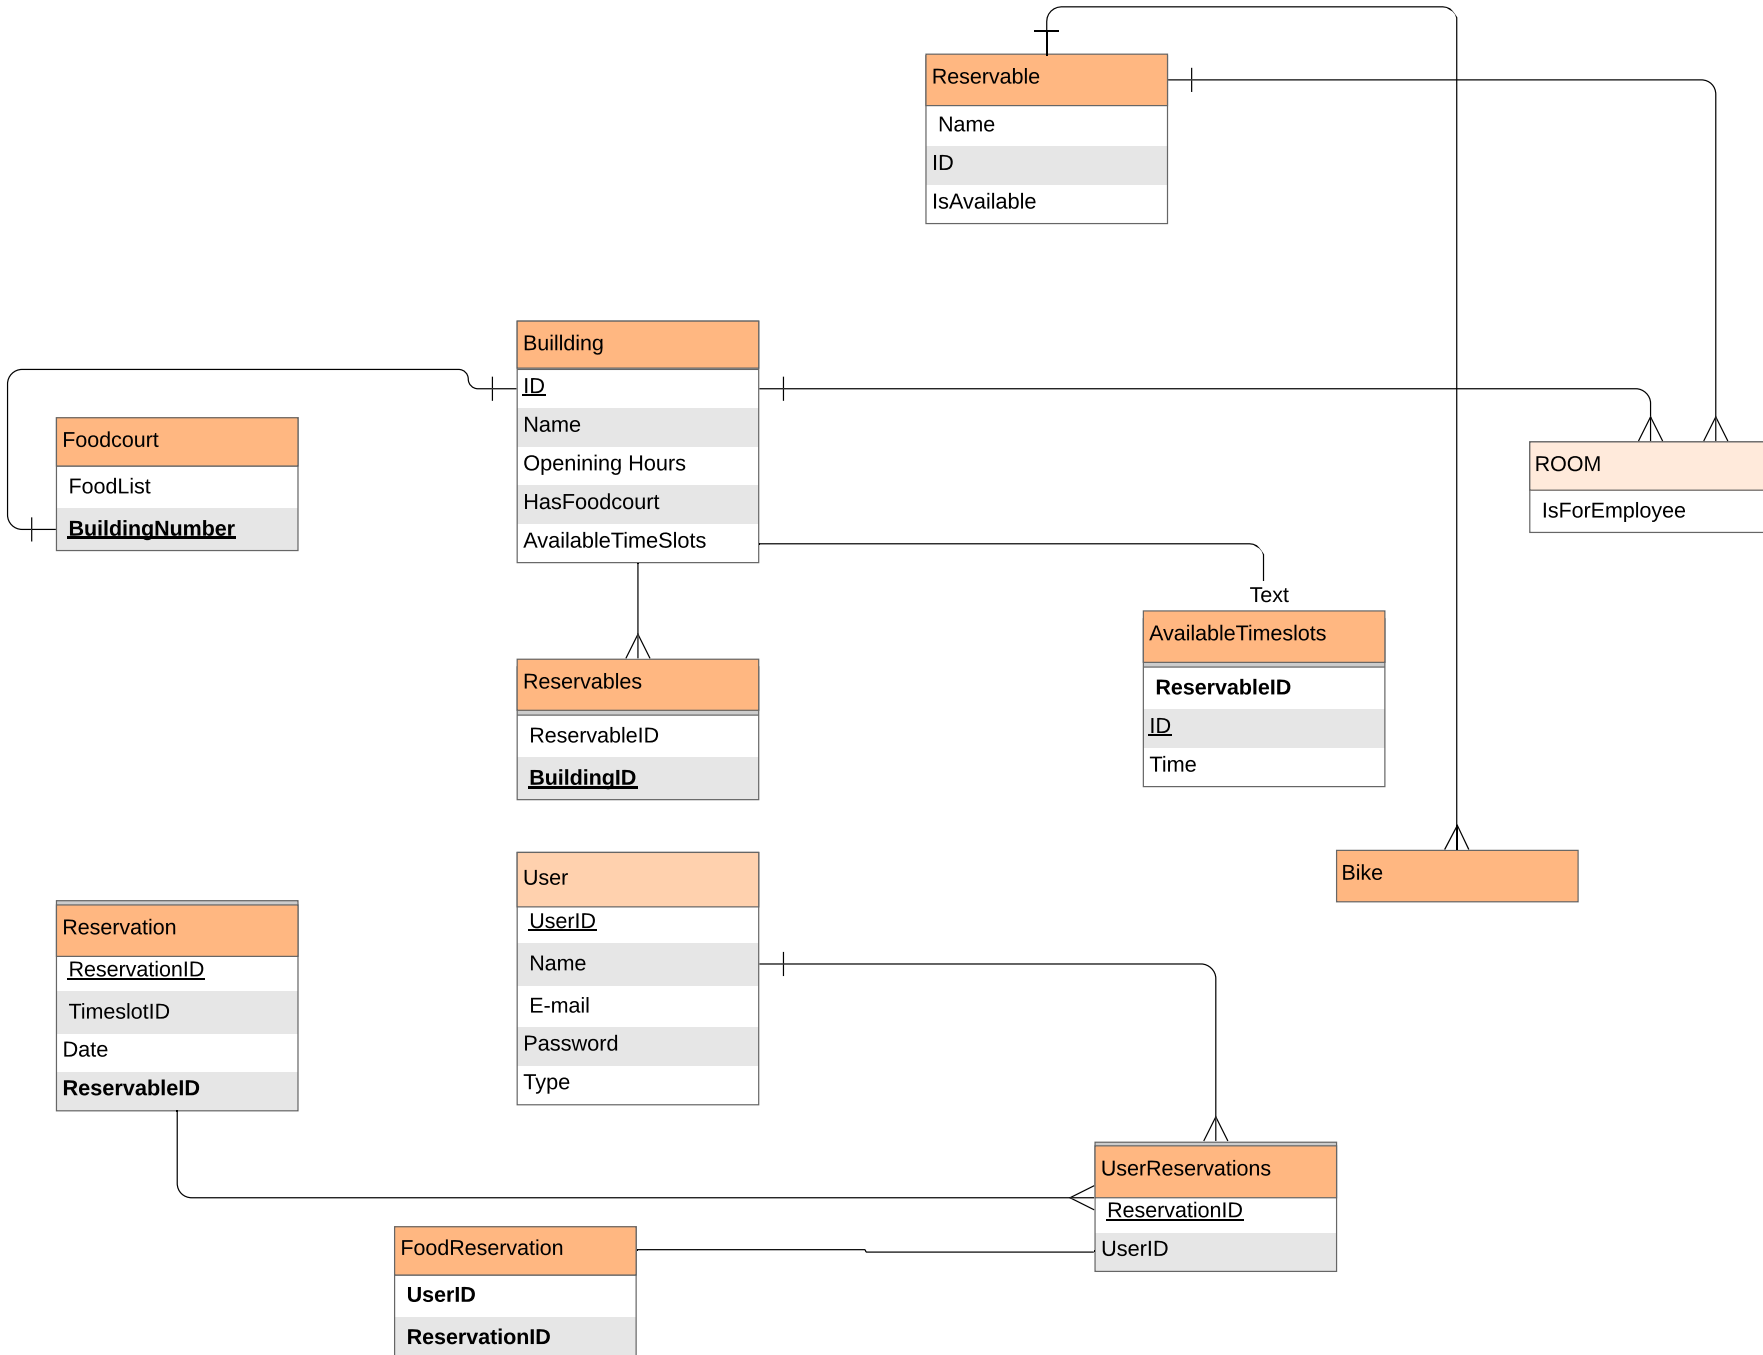 Reservable
Name
ID
IsAvailable
Buillding
ID
Name
Openining Hours
HasFoodcourt
AvailableTimeSlots
Foodcourt
FoodList
BuildingNumber
ROOM
IsForEmployee
Text
AvailableTimeslots
ReservableID
ID
Time
Reservables
ReservableID
BuildingID
Bike
User
UserID
Name
E-mail
Password
Type
Reservation
ReservationID
TimeslotID
Date
ReservableID
UserReservations
ReservationID
UserID
FoodReservation
UserID
ReservationID